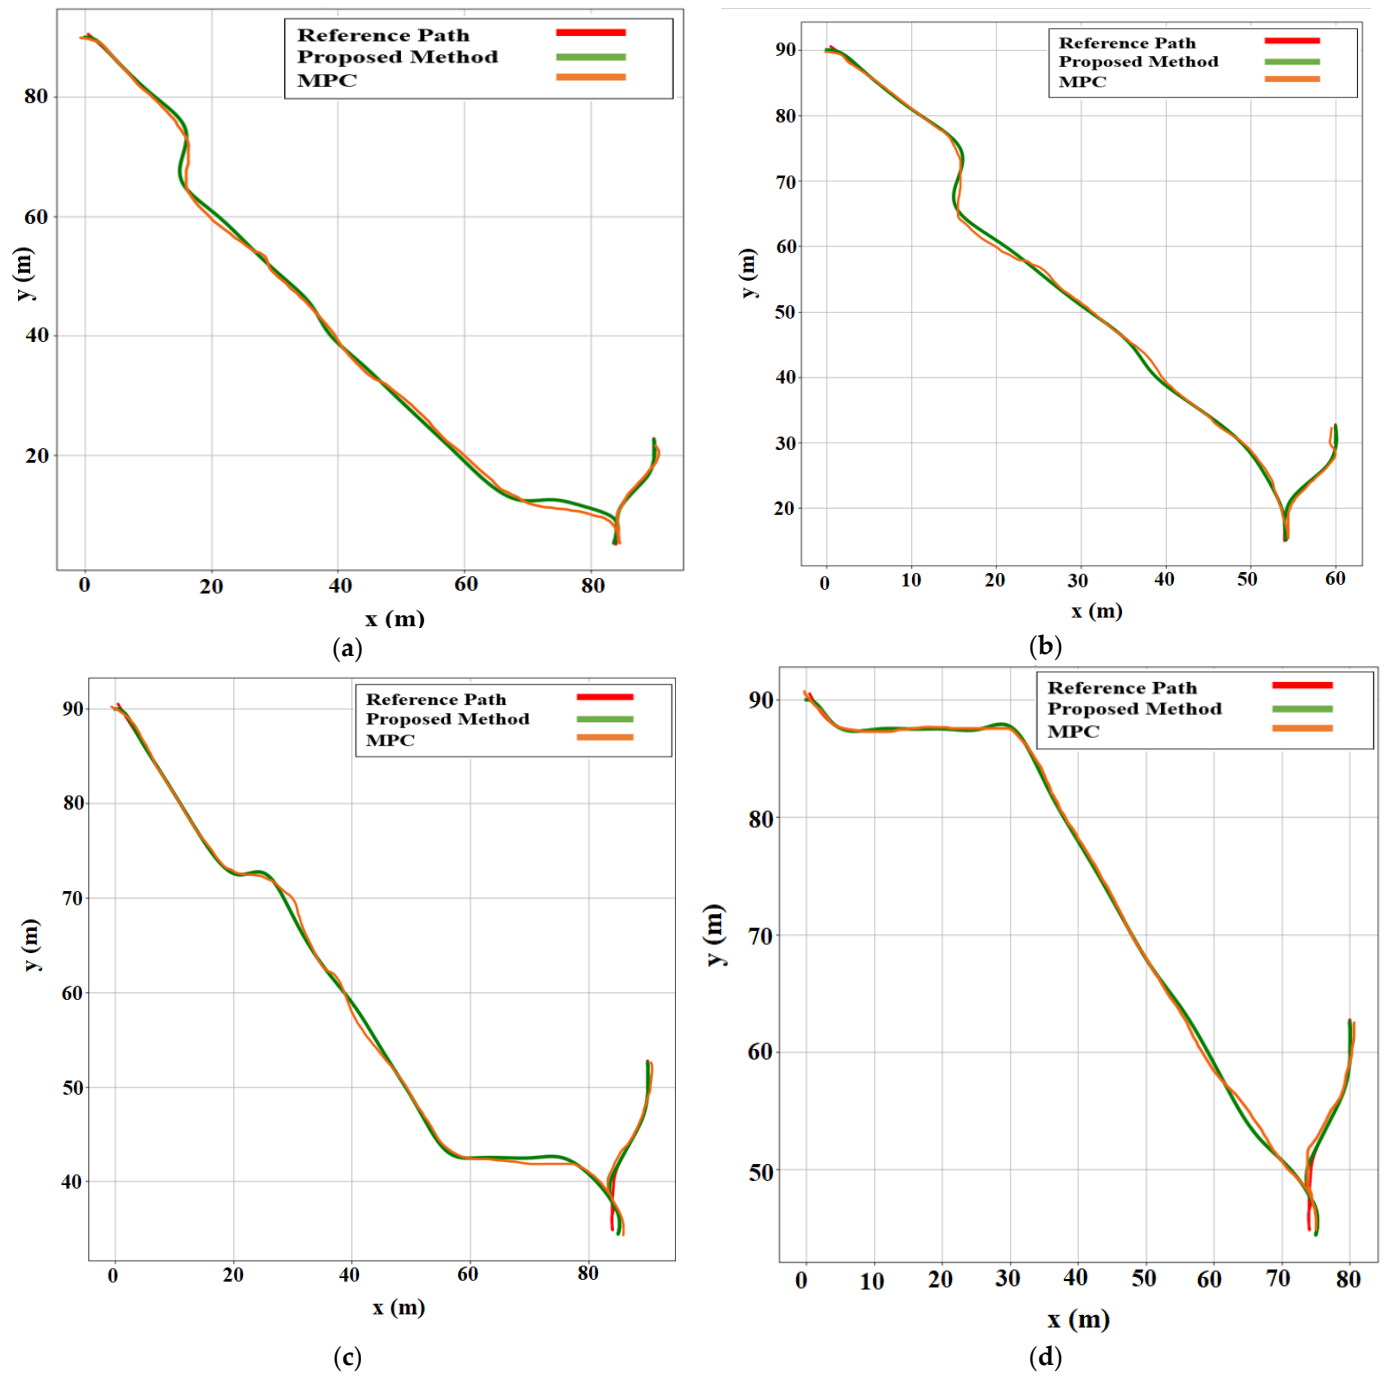 Reference Path
Proposed Method
MPC
80
60
40
20
y (m)
0 20 40 60 80
x (m)
(a)
Reference Path
Proposed Method
MPC
90
80
70
60
50
40
30
20
y (m)
0 10 20 30 40 50 60
x (m)
(b)
Reference Path
Proposed Method
MPC
90
80
70
60
50
40
y (m)
0 20 40 60 80
x (m)
(c)
Reference Path
Proposed Method
MPC
90
80
70
60
50
y (m)
0 10 20 30 40 50 60 70 80
x (m)
(d)